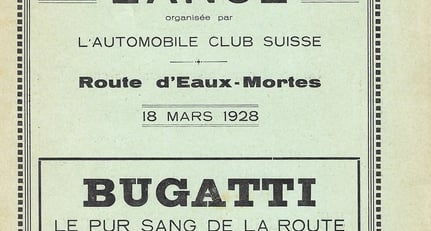 organisée par
L'AUTOMOBILE CLUB SUISSE
Route d'Eaux-Mortes
18 MARS 1928
BUGATTI
LE PUR SANG DE LA ROUTE